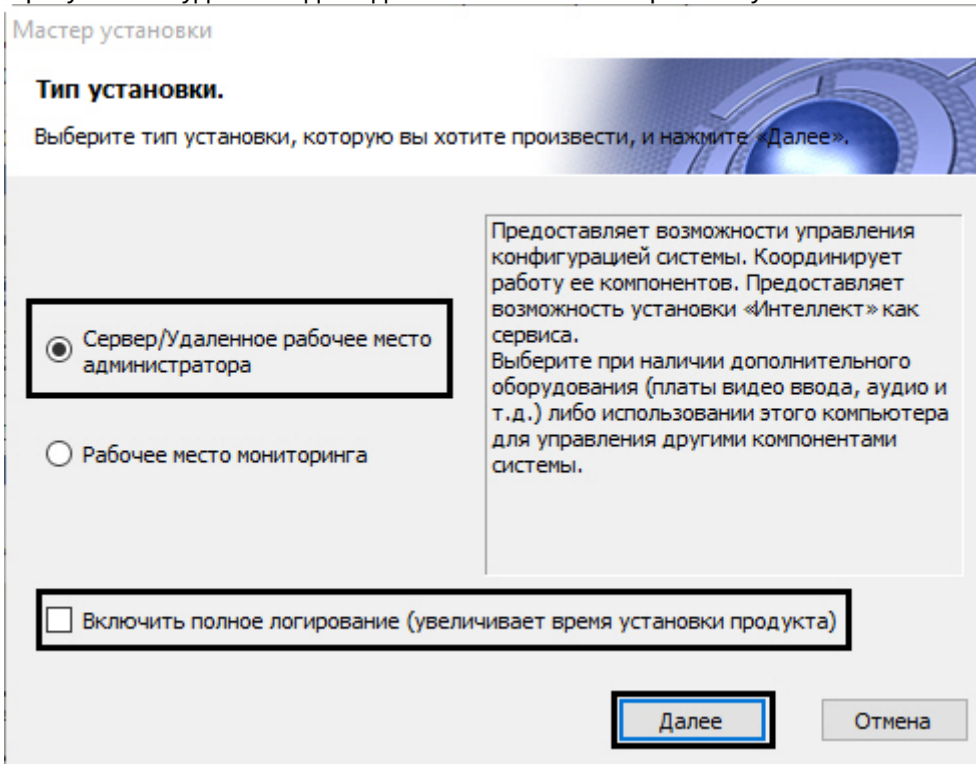 Мастер установки
Тип установки.
Выберите тип установки, которую вы хотите произвести, и нажмите «Далее».
Предоставляет возможности управления
конфигурацией системы. Координирует
работу ее компонентов. Предоставляет
возможность установки «Интеллект» как
сервиса.
Выберите при наличии дополнительного
оборудования (платы видео ввода, аудио и
т.д.) либо использовании этого компьютера
для управления другими компонентами
системы.
Сервер/Удаленное рабочее место
администратора
Рабочее место мониторинга
Включить полное логирование (увеличивает время установки продукта)
Далее
Отмена